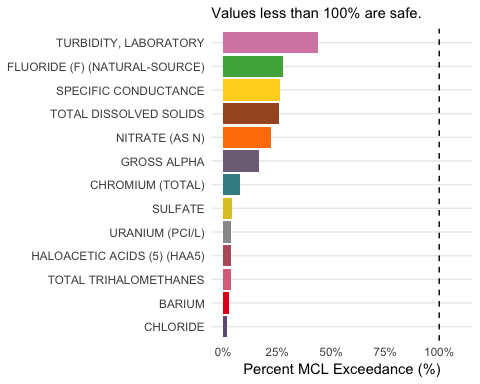 Values less than 100% are safe.
TURBIDITY, LABORATORY
FLUORIDE (F) (NATURAL-SOURCE)
SPECIFIC CONDUCTANCE
TOTAL DISSOLVED SOLIDS
NITRATE (AS N)
GROSS ALPHA
CHROMIUM (TOTAL)
SULFATE
URANIUM (PCI/L)
HALOACETIC ACIDS (5) (HAA5)
TOTAL TRIHALOMETHANES
BARIUM
CHLORIDE
0% 25% 50% 75% 100%
Percent MCL Exceedance (%)